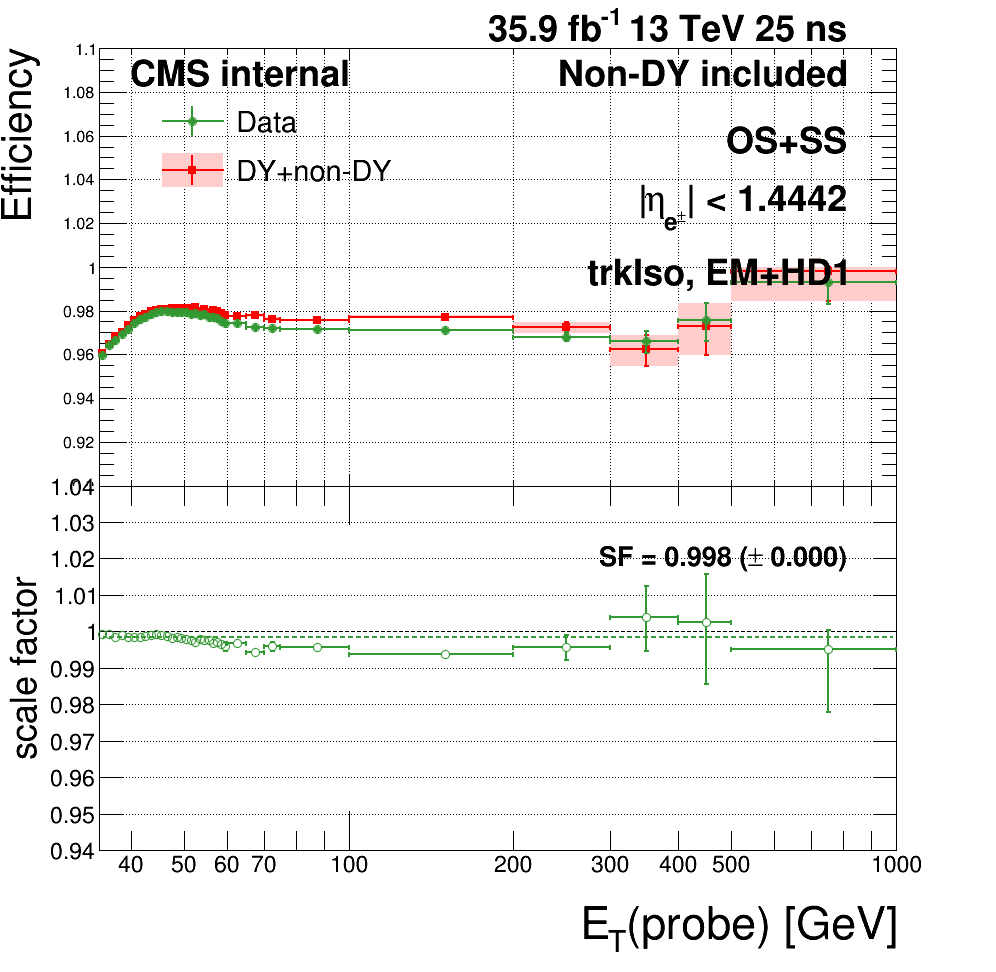 35.9 fb⁻¹ 13 TeV 25 ns
Efficiency
1.1
1.08
1.06
1.04
1.02
1
0.98
0.96
0.94
0.92
CMS internal
Data
DY+non-DY
Non-DY included
OS+SS
|η_e±| < 1.4442
trkIso, EM+HD1
scale factor
1.04
1.03
1.02
1.01
1
0.99
0.98
0.97
0.96
0.95
0.94
SF = 0.998 (± 0.000)
40 50 60 70 100 200 300 400 500 1000
E_T(probe) [GeV]